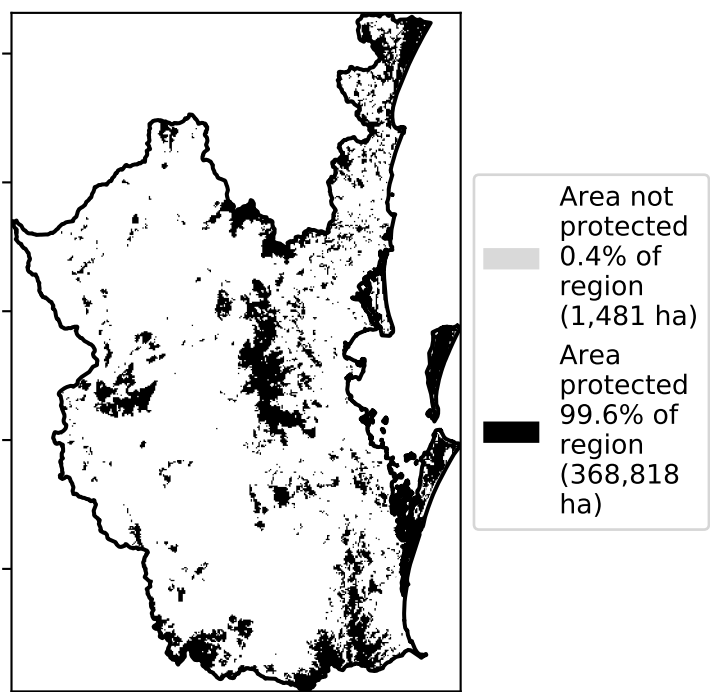 Area not
protected
0.4% of
region
(1,481 ha)
Area
protected
99.6% of
region
(368,818
ha)